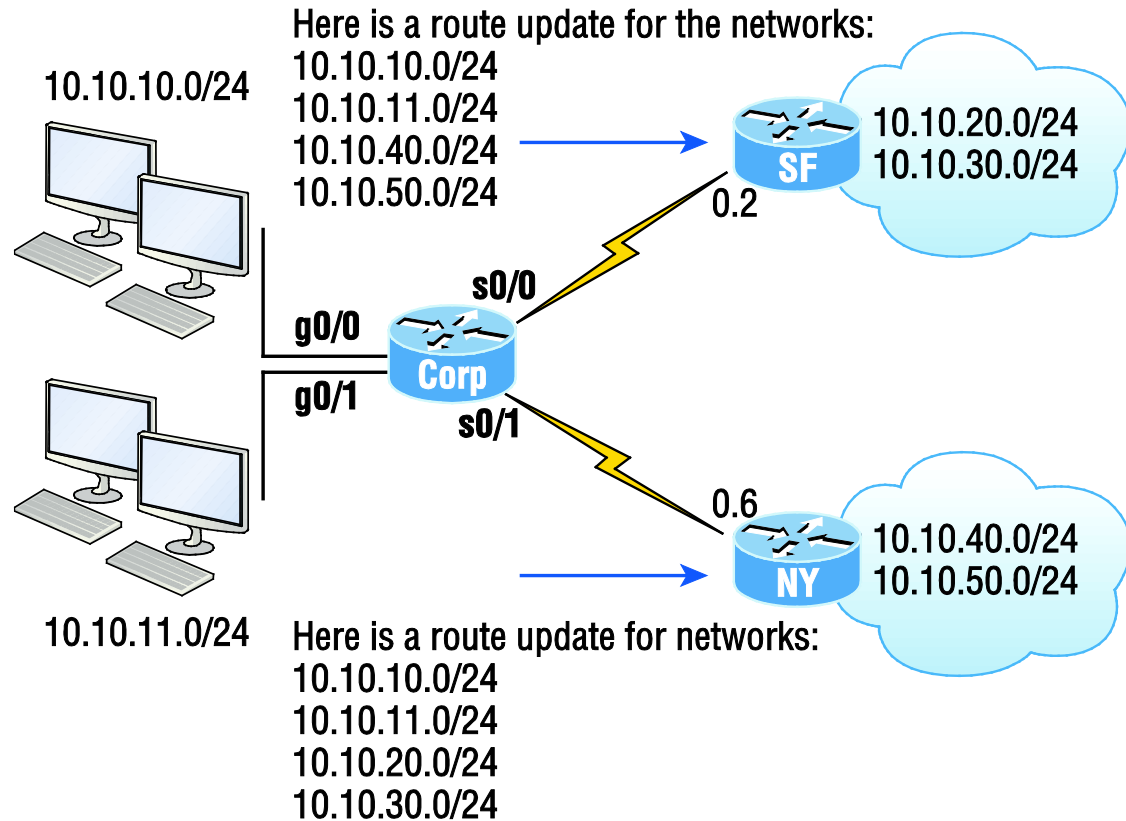 Here is a route update for the networks:
10.10.10.0/24
10.10.11.0/24
10.10.40.0/24
10.10.50.0/24
10.10.10.0/24
SF
10.10.20.0/24
10.10.30.0/24
0.2
s0/0
g0/0
Corp
g0/1
s0/1
0.6
NY
10.10.40.0/24
10.10.50.0/24
10.10.11.0/24
Here is a route update for networks:
10.10.10.0/24
10.10.11.0/24
10.10.20.0/24
10.10.30.0/24